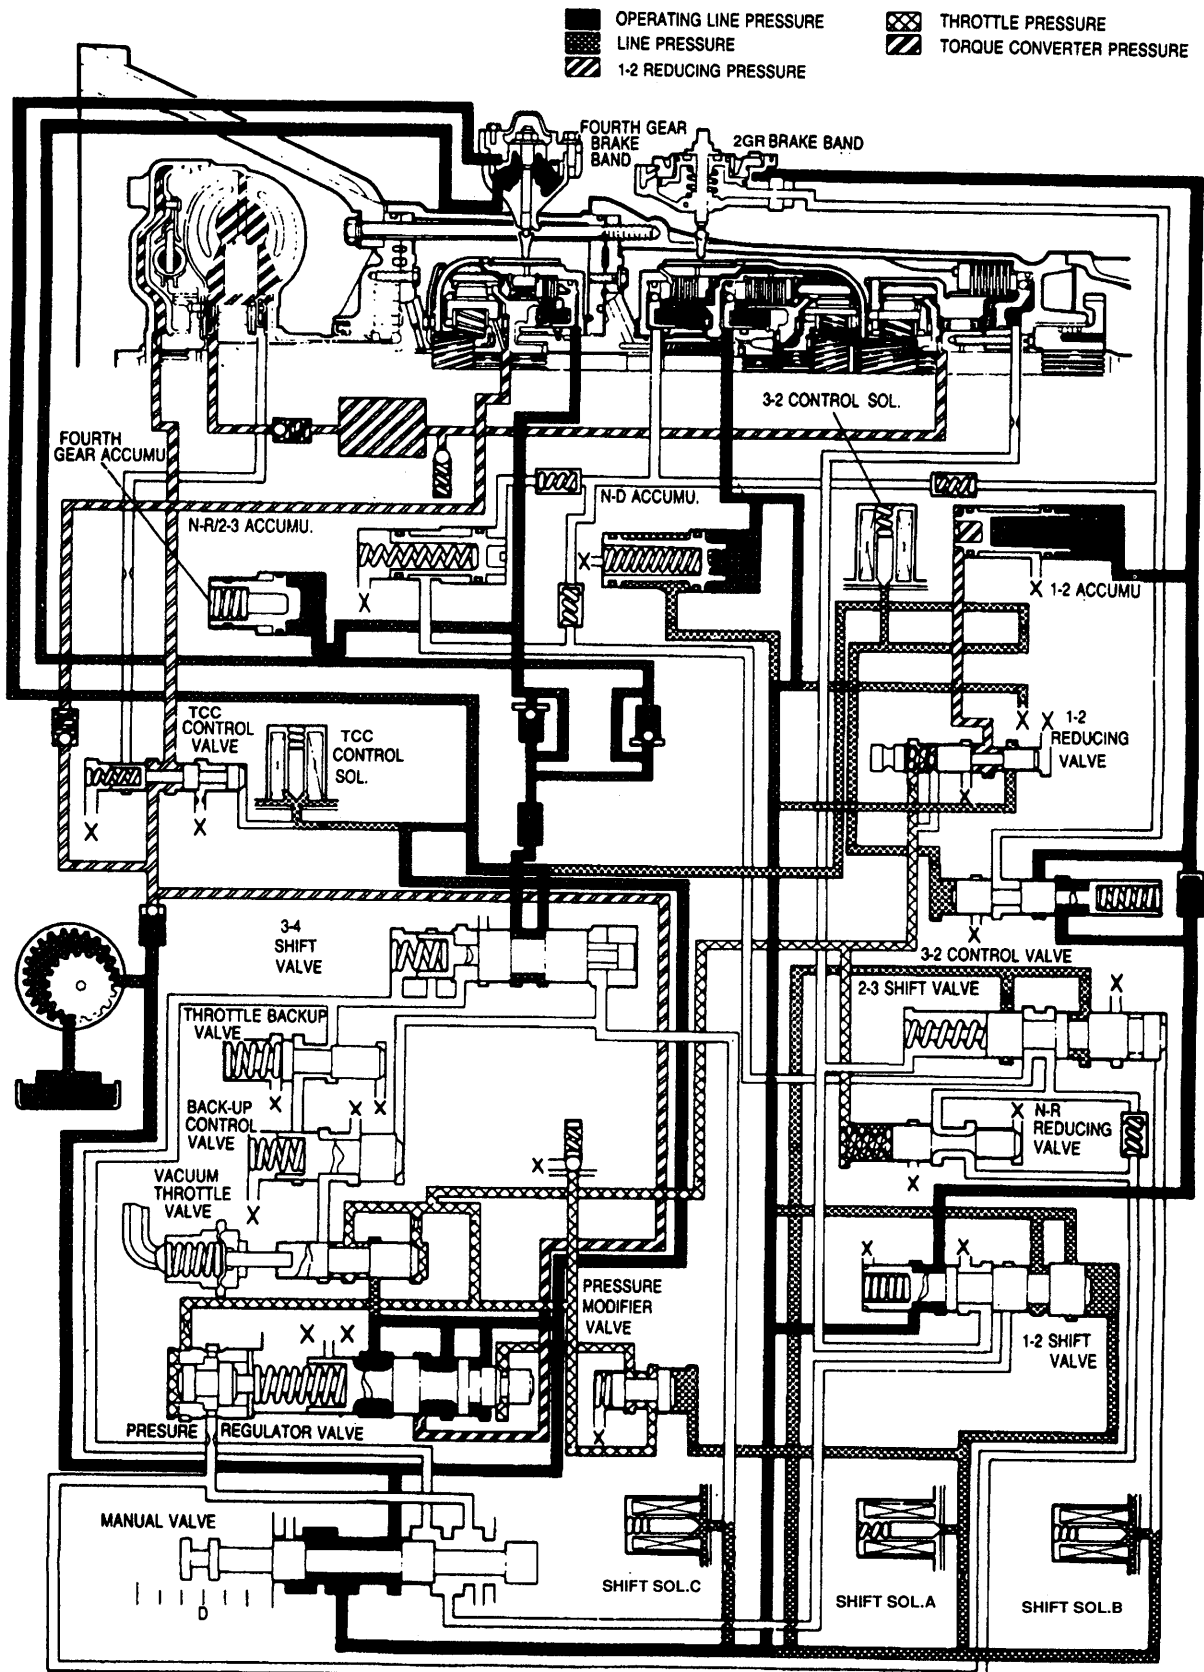 OPERATING LINE PRESSURE
LINE PRESSURE
1-2 REDUCING PRESSURE
THROTTLE PRESSURE
TORQUE CONVERTER PRESSURE
FOURTH GEAR
BRAKE
BAND
2GR BRAKE BAND
3-2 CONTROL SOL.
FOURTH
GEAR ACCUMU
N-R/2-3 ACCUMU.
N-D ACCUMU.
X
X
X
1-2 ACCUMU
TCC
CONTROL
VALVE
TCC
CONTROL
SOL.
X
X
1-2
REDUCING
VALVE
X
X
X
3-4
SHIFT
VALVE
X
3-2 CONTROL VALVE
2-3 SHIFT VALVE
X
THROTTLE BACKUP
VALVE
X
X
X
BACK-UP
CONTROL
VALVE
X
N-R
REDUCING
VALVE
X
X
VACUUM
THROTTLE
VALVE
X
X
X
X
PRESSURE
MODIFIER
VALVE
X
X
1-2 SHIFT
VALVE
X
PRESURE REGULATOR VALVE
MANUAL VALVE
D
SHIFT SOL.C
SHIFT SOL.A
SHIFT SOL.B